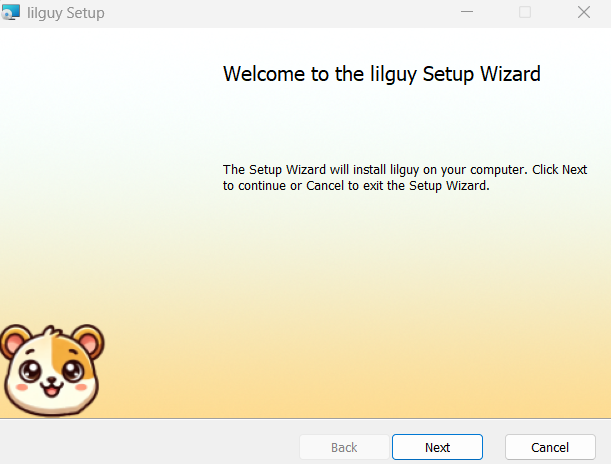 lilguy Setup
Welcome to the lilguy Setup Wizard
The Setup Wizard will install lilguy on your computer. Click Next
to continue or Cancel to exit the Setup Wizard.
Back
Next
Cancel